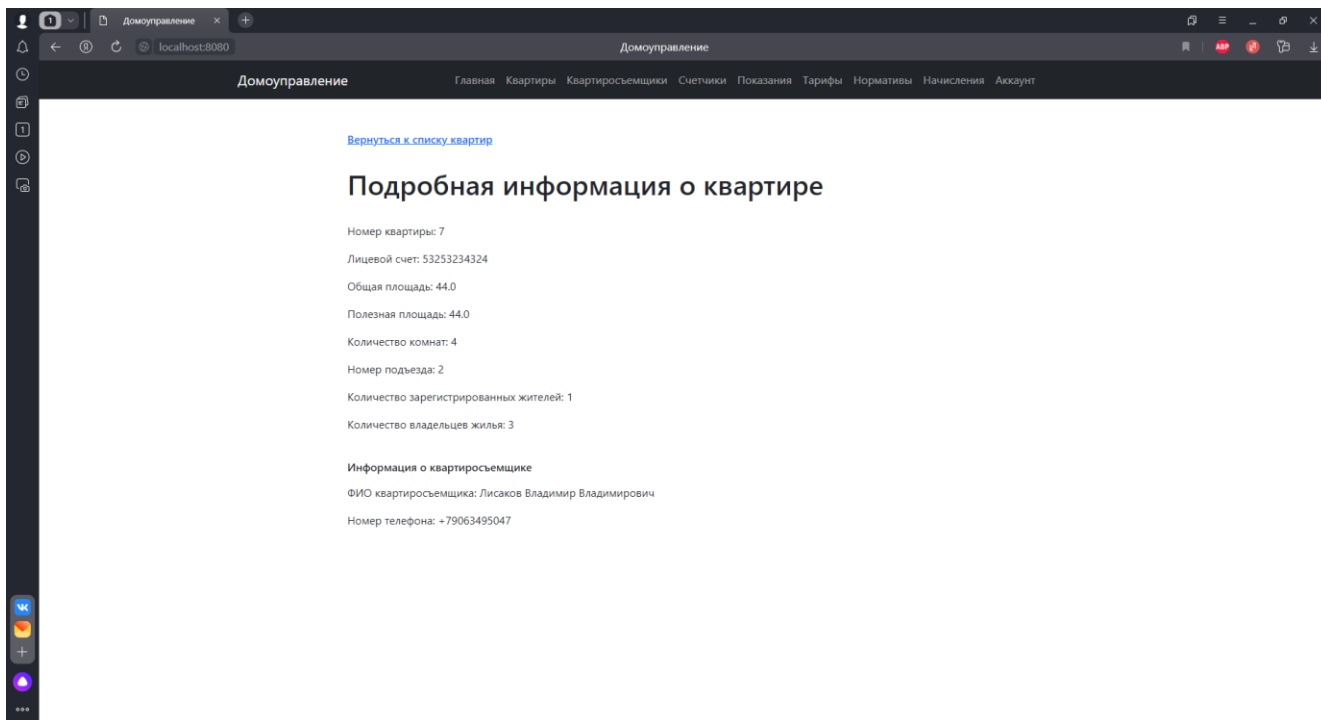 1 Домоуправление
localhost:8080 Домоуправление ABP
Домоуправление Главная Квартиры Квартиросъемщики Счетчики Показания Тарифы Нормативы Начисления Аккаунт
1
Вернуться к списку квартир
Подробная информация о квартире
Номер квартиры: 7
Лицевой счет: 53253234324
Общая площадь: 44.0
Полезная площадь: 44.0
Количество комнат: 4
Номер подъезда: 2
Количество зарегистрированных жителей: 1
Количество владельцев жилья: 3
Информация о квартиросъемщике
ФИО квартиросъемщика: Лисаков Владимир Владимирович
Номер телефона: +79063495047